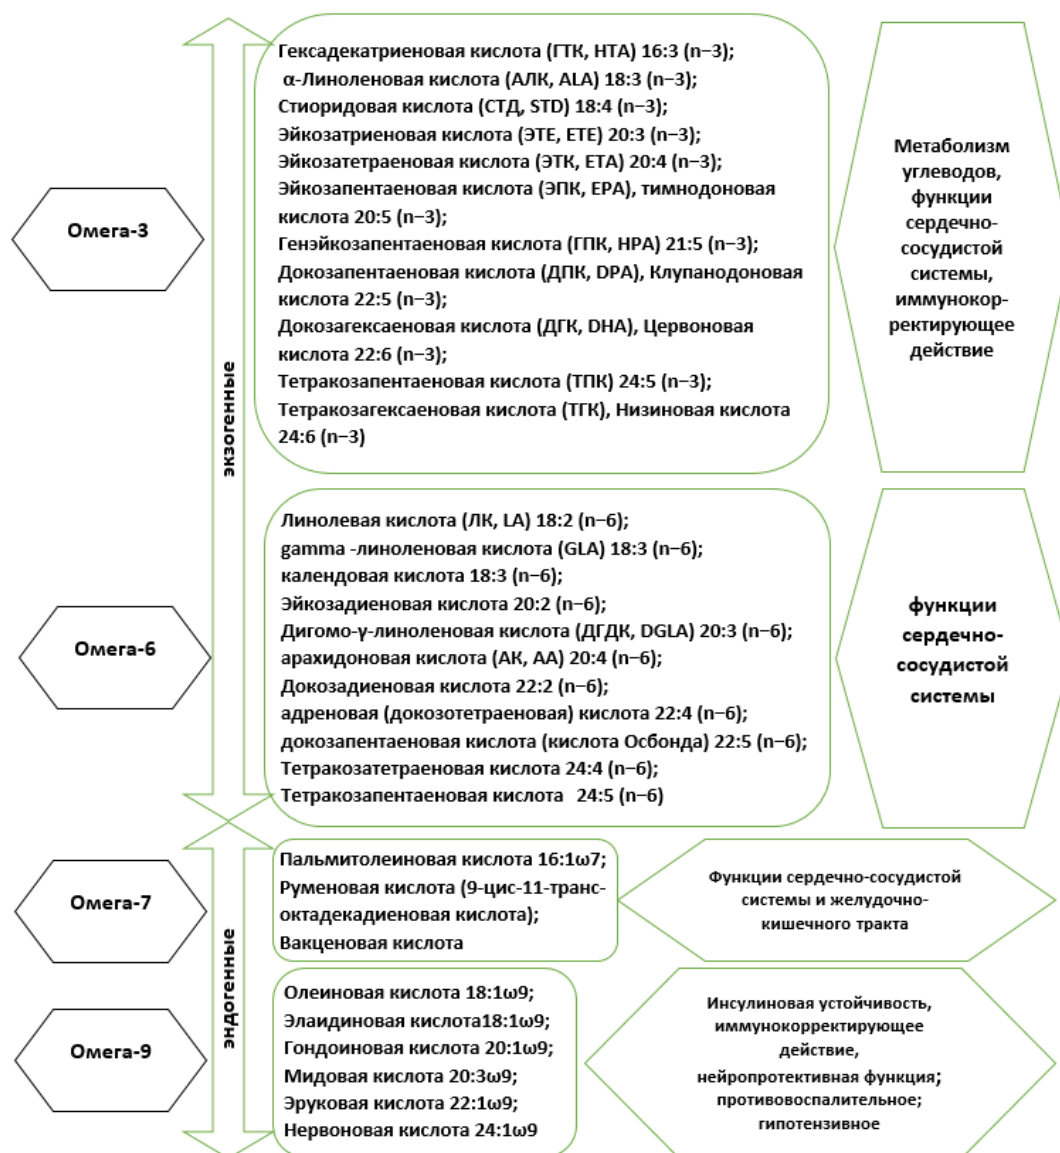 Омега-3
экзогенные
Гексадекатриеновая кислота (ГТК, HTA) 16:3 (n−3);
α-Линоленовая кислота (АЛК, ALA) 18:3 (n−3);
Стиоридовая кислота (СТД, STD) 18:4 (n−3);
Эйкозатриеновая кислота (ЭТЕ, ETE) 20:3 (n−3);
Эйкозатетраеновая кислота (ЭТК, ETA) 20:4 (n−3);
Эйкозапентаеновая кислота (ЭПК, EPA), тимнодоновая
кислота 20:5 (n−3);
Генэйкозапентаеновая кислота (ГПК, HPA) 21:5 (n−3);
Докозапентаеновая кислота (ДПК, DPA), Клупанодоновая
кислота 22:5 (n−3);
Докозагексаеновая кислота (ДГК, DHA), Цервоновая
кислота 22:6 (n−3);
Тетракозапентаеновая кислота (ТПК) 24:5 (n−3);
Тетракозагексаеновая кислота (ТГК), Низиновая кислота
24:6 (n−3)
Метаболизм
углеводов,
функции
сердечно-
сосудистой
системы,
иммунокор-
ректирующее
действие
Омега-6
Линолевая кислота (ЛК, LA) 18:2 (n−6);
gamma -линоленовая кислота (GLA) 18:3 (n−6);
календовая кислота 18:3 (n−6);
Эйкозадиеновая кислота 20:2 (n−6);
Дигомо-γ-линоленовая кислота (ДГДК, DGLA) 20:3 (n−6);
арахидоновая кислота (АК, AA) 20:4 (n−6);
Докозадиеновая кислота 22:2 (n−6);
адреновая (докозотетраеновая) кислота 22:4 (n−6);
докозапентаеновая кислота (кислота Осбонда) 22:5 (n−6);
Тетракозатетраеновая кислота 24:4 (n−6);
Тетракозапентаеновая кислота 24:5 (n−6)
функции
сердечно-
сосудистой
системы
Омега-7
эндогенные
Пальмитолеиновая кислота 16:1ω7;
Руменовая кислота (9-цис-11-транс-
октадекадиеновая кислота);
Вакценовая кислота
Функции сердечно-сосудистой
системы и желудочно-
кишечного тракта
Омега-9
Олеиновая кислота 18:1ω9;
Элаидиновая кислота18:1ω9;
Гондоиновая кислота 20:1ω9;
Мидовая кислота 20:3ω9;
Эруковая кислота 22:1ω9;
Нервоновая кислота 24:1ω9
Инсулиновая устойчивость,
иммунокорректирующее
действие,
нейропротективная функция;
противовоспалительное;
гипотензивное